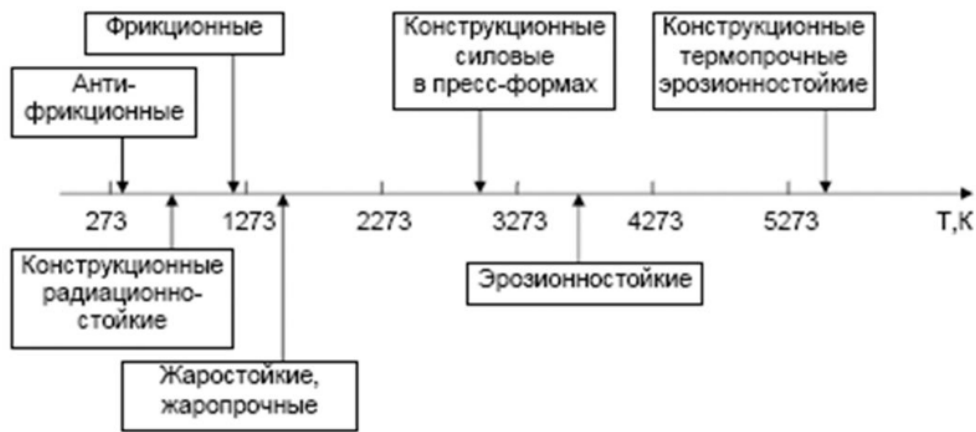 Фрикционные
Анти-
фрикционные
Конструкционные
силовые
в пресс-формах
Конструкционные
термопрочные
эрозионностойкие
273 1273 2273 3273 4273 5273 Т,К
Конструкционные
радиационно-
стойкие
Жаростойкие,
жаропрочные
Эрозионностойкие